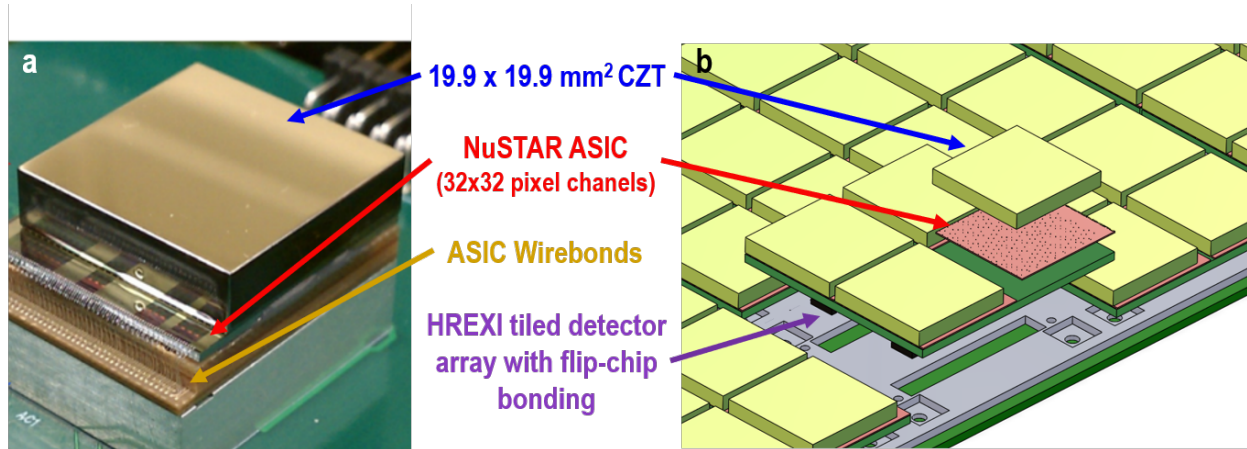 a
19.9 x 19.9 mm² CZT
b
NuSTAR ASIC
(32x32 pixel chanels)
ASIC Wirebonds
HREXI tiled detector
array with flip-chip
bonding
AC1